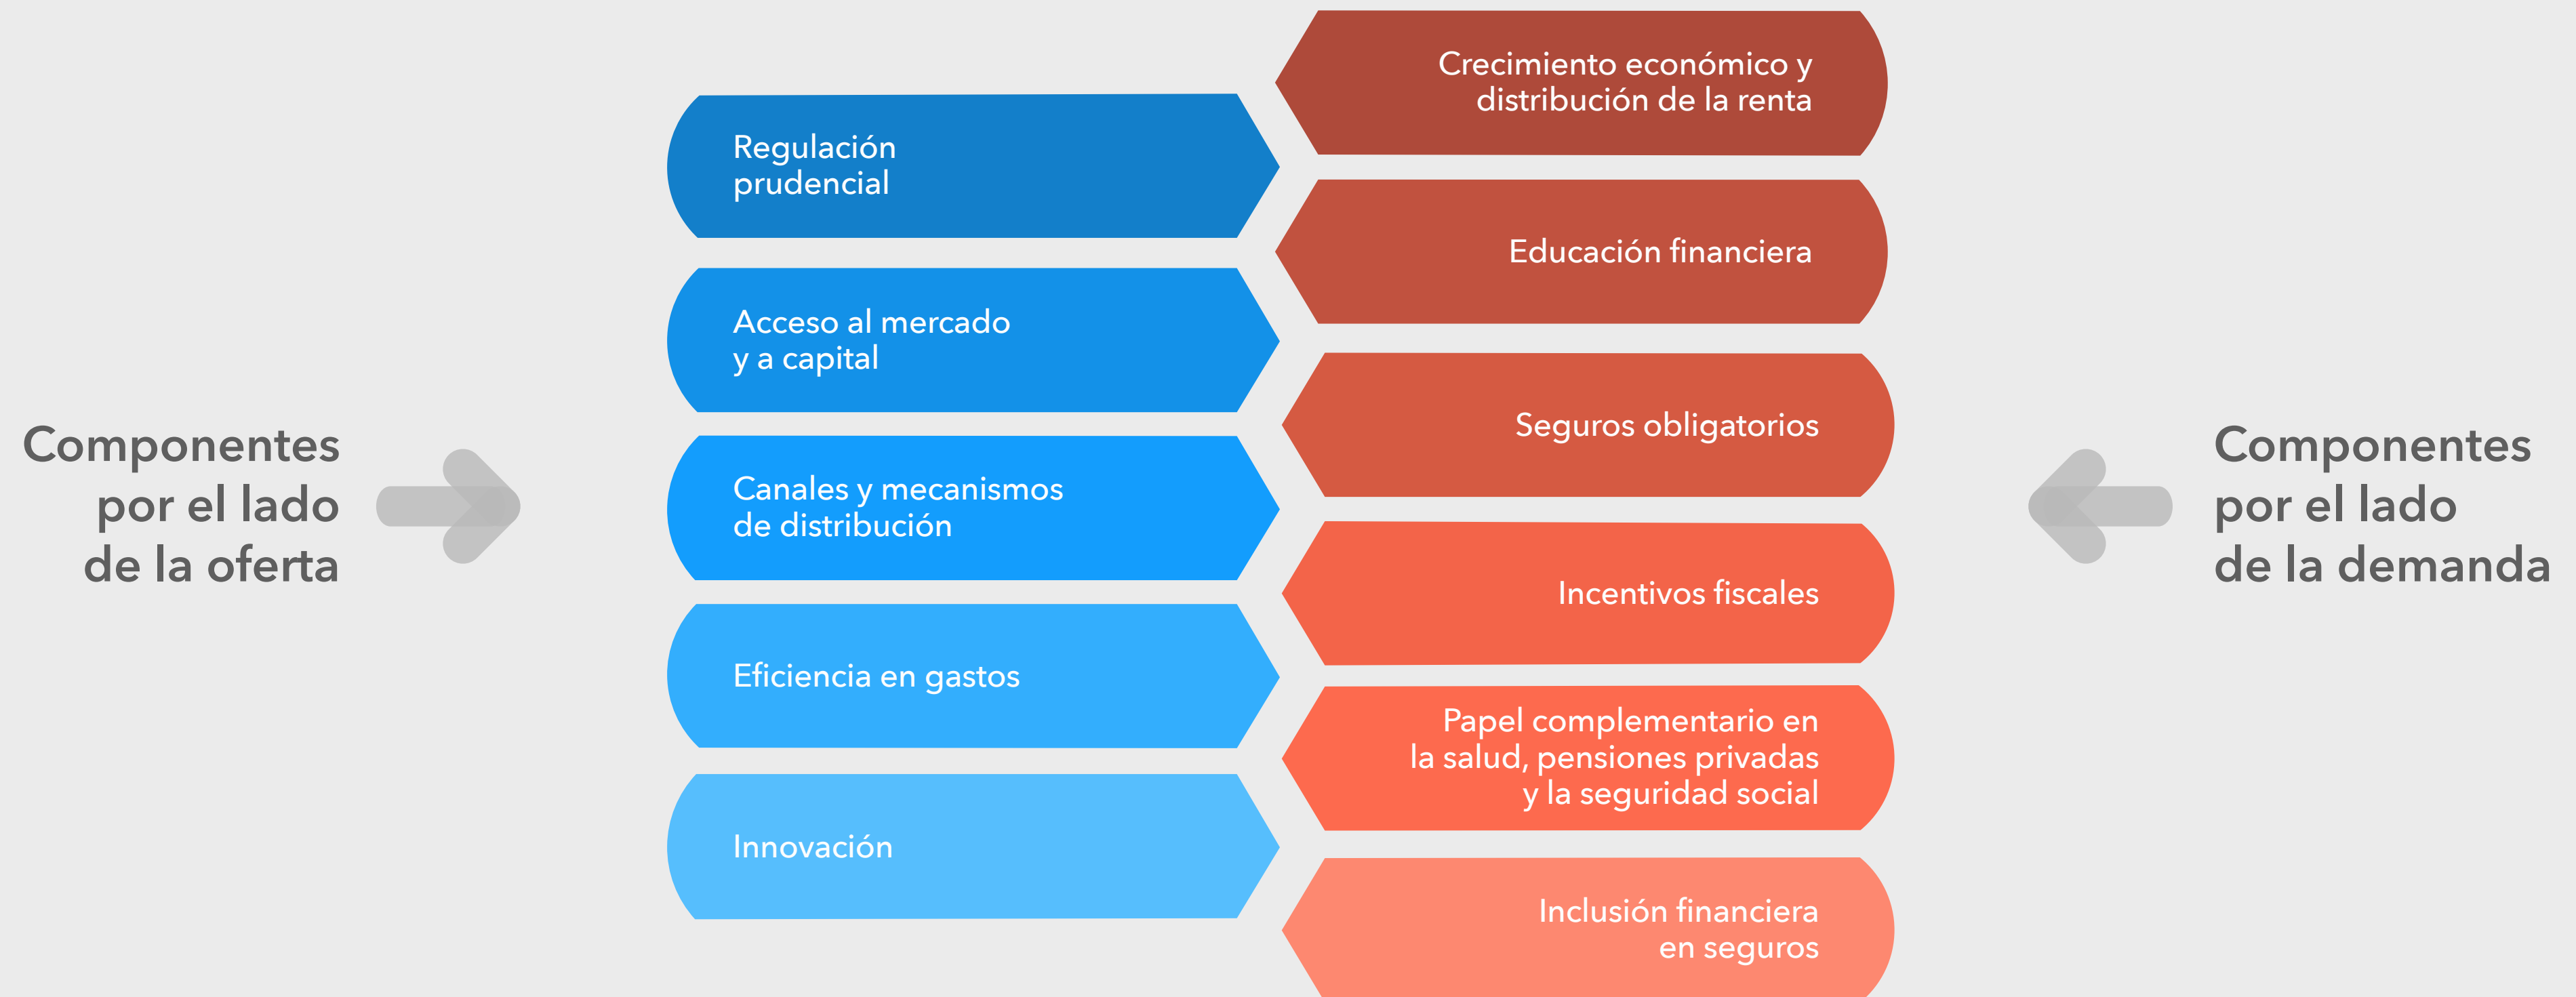 Componentes
por el lado
de la oferta
Regulación
prudencial
Acceso al mercado
y a capital
Canales y mecanismos
de distribución
Eficiencia en gastos
Innovación
Crecimiento económico y
distribución de la renta
Educación financiera
Seguros obligatorios
Incentivos fiscales
Papel complementario en
la salud, pensiones privadas
y la seguridad social
Inclusión financiera
en seguros
Componentes
por el lado
de la demanda